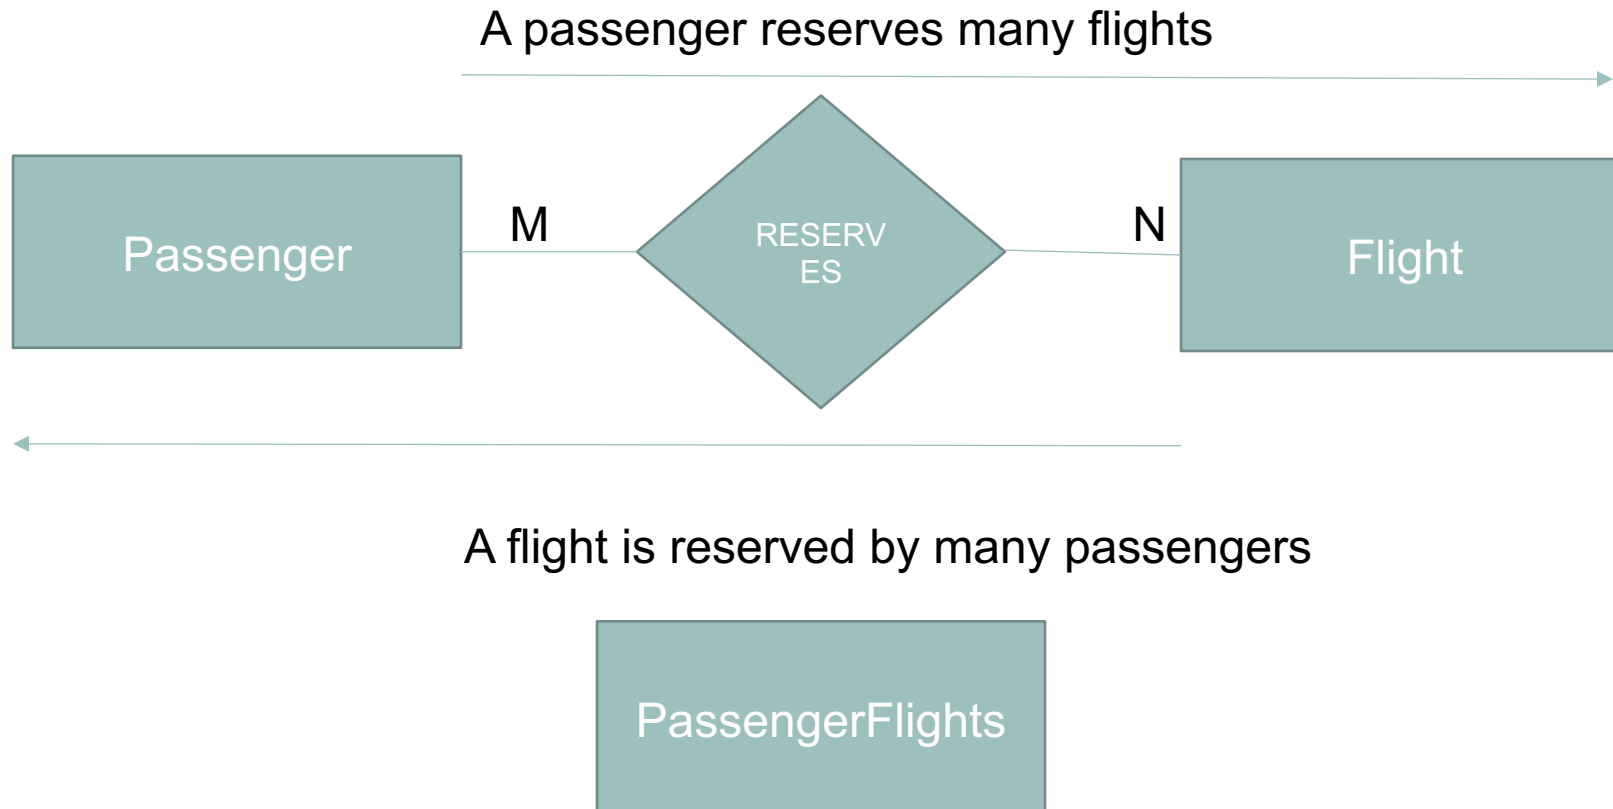 A passenger reserves many flights
Passenger
M
RESERV
ES
N
Flight
A flight is reserved by many passengers
PassengerFlights